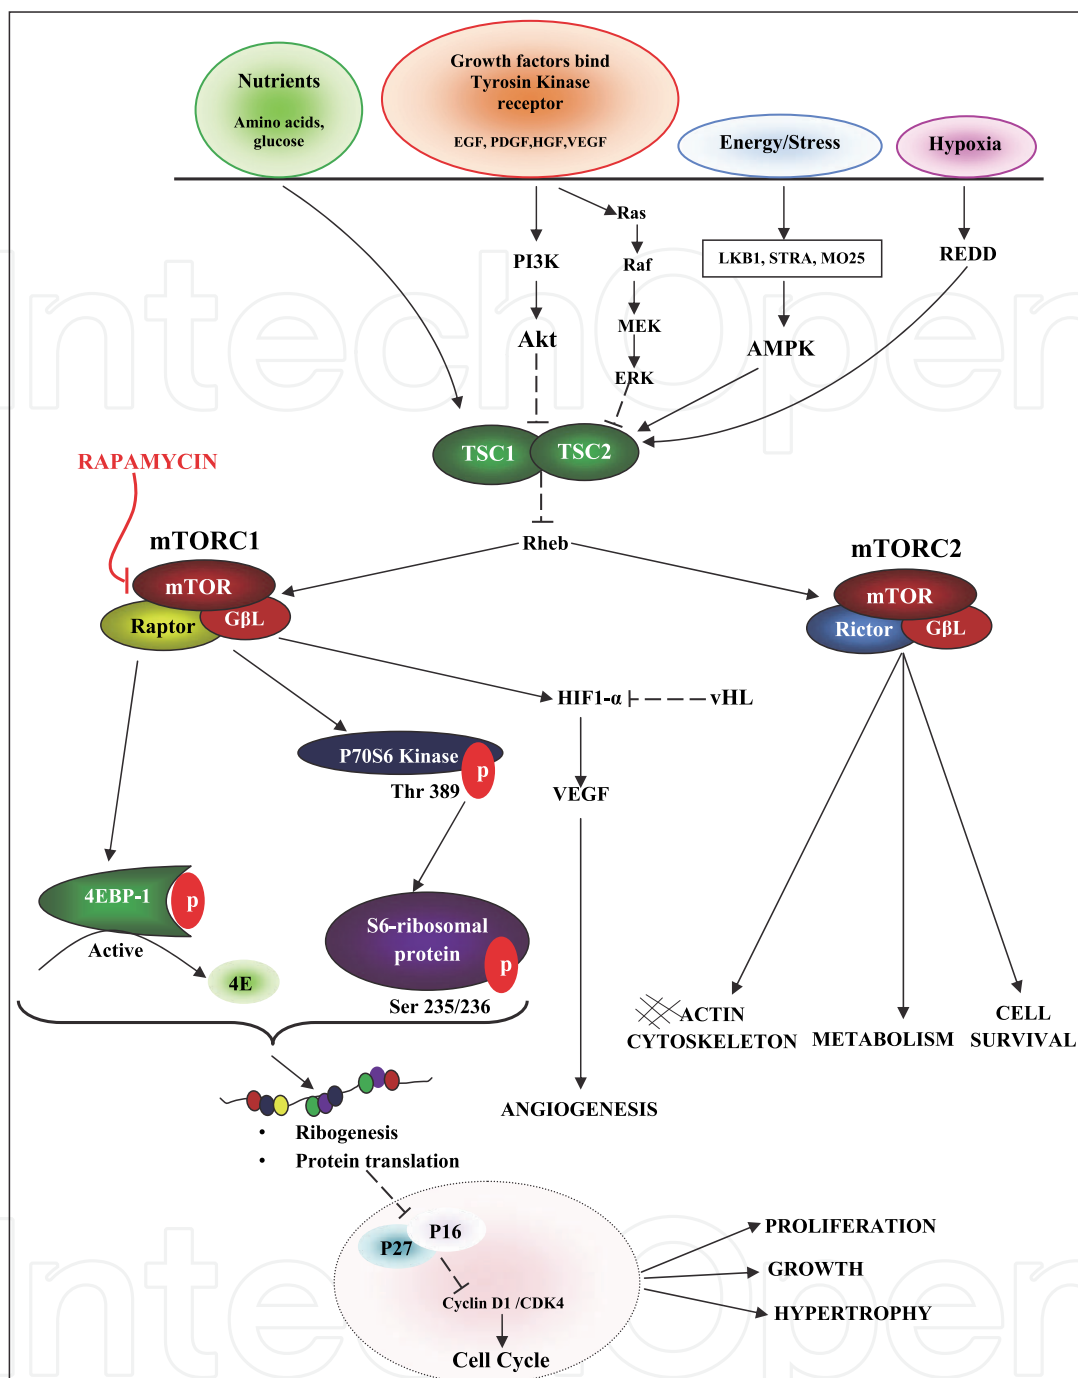 Nutrients
Amino acids,
glucose
Growth factors bind
Tyrosin Kinase
receptor
EGF, PDGF,HGF,VEGF
Energy/Stress
Hypoxia
Ras
PI3K
Raf
LKB1, STRA, MO25
REDD
MEK
Akt
AMPK
ERK
TSC1
TSC2
RAPAMYCIN
Rheb
mTORC1
mTOR
Raptor
GβL
mTORC2
mTOR
Rictor
GβL
HIF1-α
vHL
P70S6 Kinase
p
Thr 389
VEGF
4EBP-1
p
Active
4E
S6-ribosomal
protein
p
Ser 235/236
ACTIN
CYTOSKELETON
METABOLISM
CELL
SURVIVAL
ANGIOGENESIS
• Ribogenesis
• Protein translation
P16
P27
Cyclin D1 /CDK4
Cell Cycle
PROLIFERATION
GROWTH
HYPERTROPHY
IntechOpen
IntechOpen